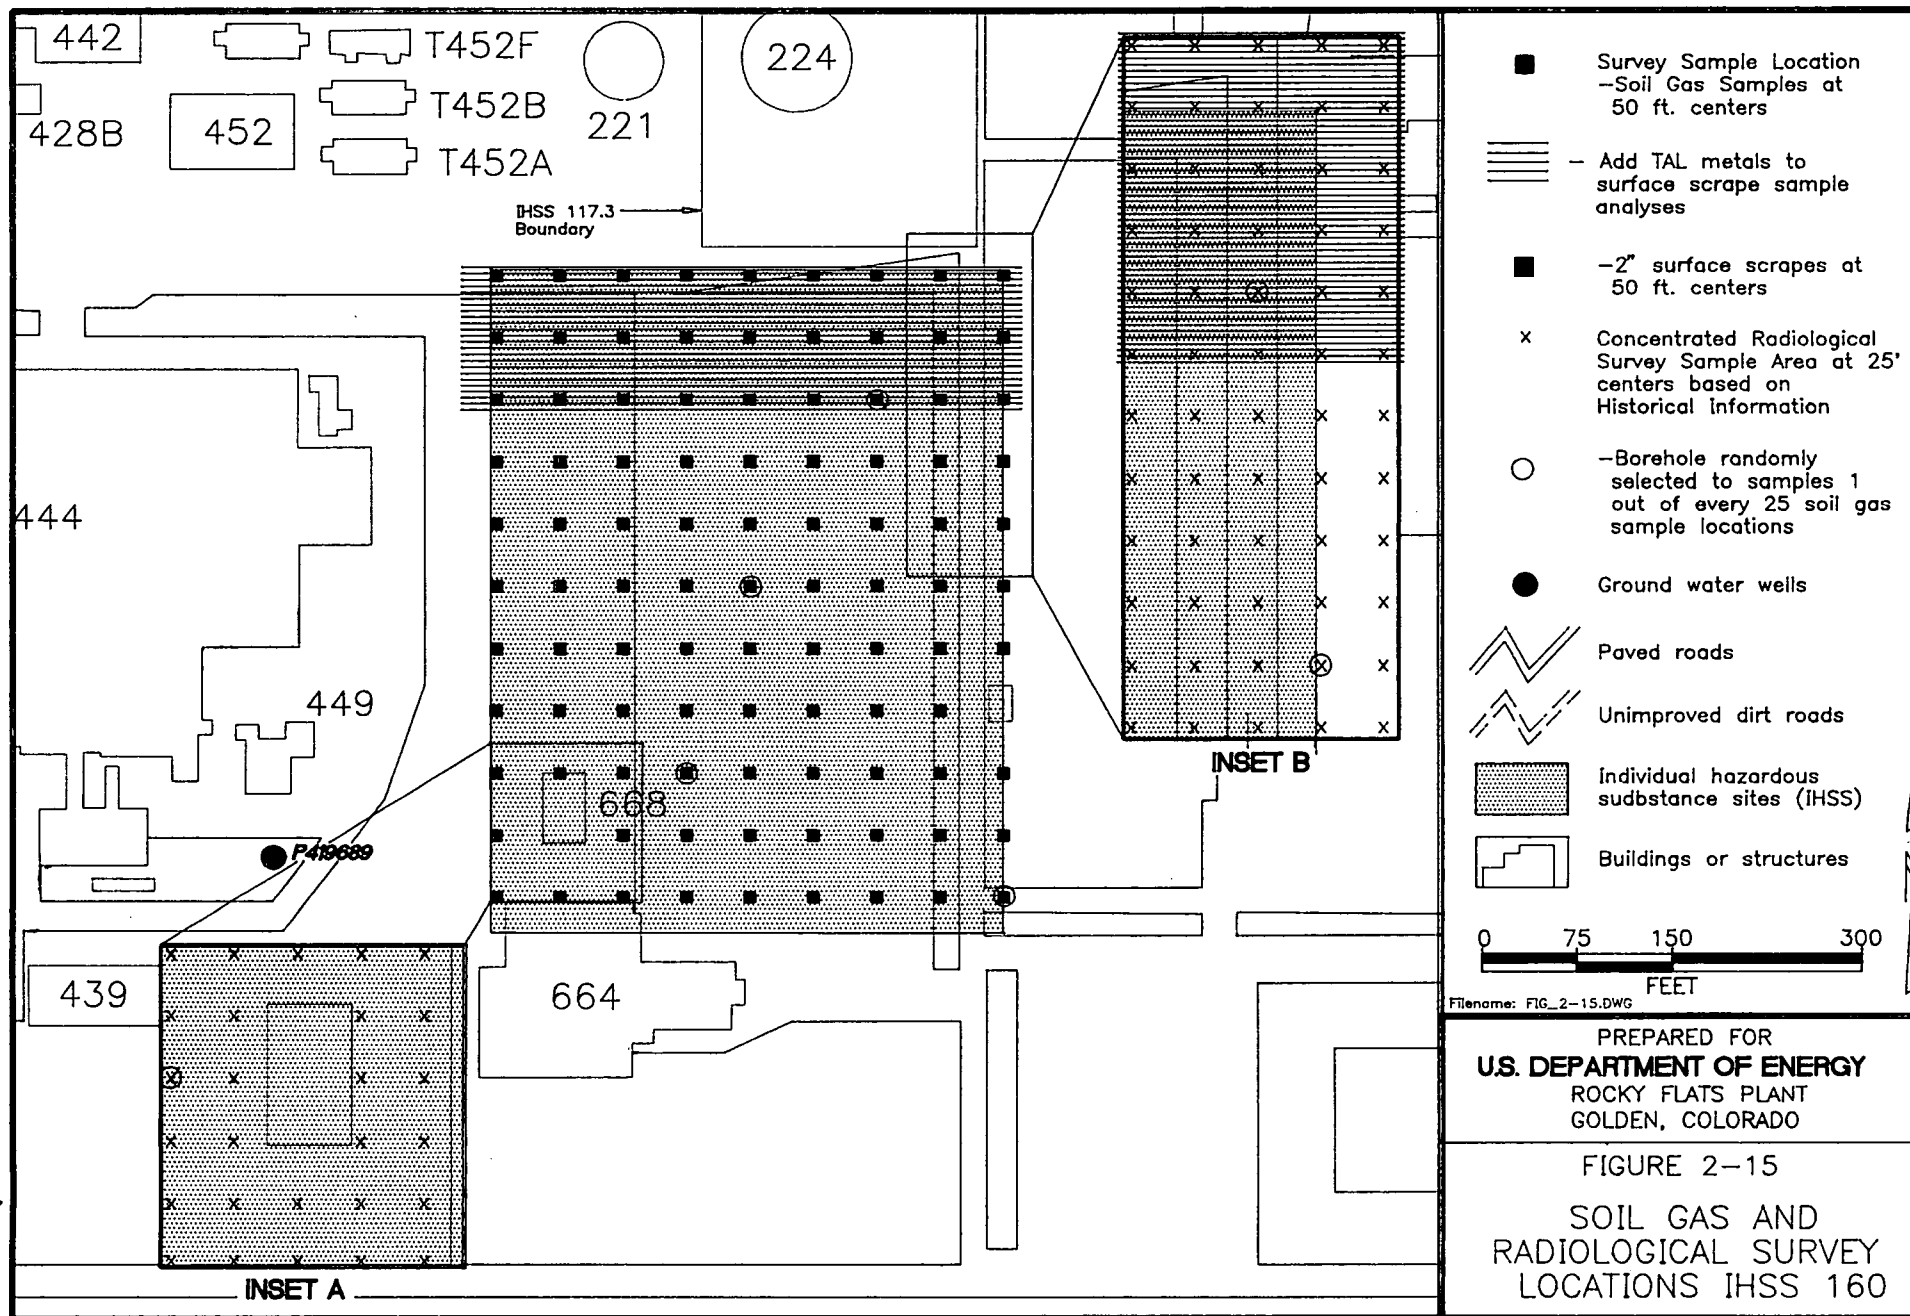 442
T452F
224
T452B
221
428B
452
T452A
IHSS 117.3
Boundary
444
449
668
P419689
439
664
INSET A
INSET B
Survey Sample Location
-Soil Gas Samples at
50 ft. centers
- Add TAL metals to
surface scrape sample
analyses
-2" surface scrapes at
50 ft. centers
x Concentrated Radiological
Survey Sample Area at 25'
centers based on
Historical Information
-Borehole randomly
selected to samples 1
out of every 25 soil gas
sample locations
Ground water wells
Paved roads
Unimproved dirt roads
Individual hazardous
sudbstance sites (IHSS)
Buildings or structures
0 75 150 300
FEET
Filename: FIG_2-15.DWG
PREPARED FOR
U.S. DEPARTMENT OF ENERGY
ROCKY FLATS PLANT
GOLDEN, COLORADO
FIGURE 2-15
SOIL GAS AND
RADIOLOGICAL SURVEY
LOCATIONS IHSS 160